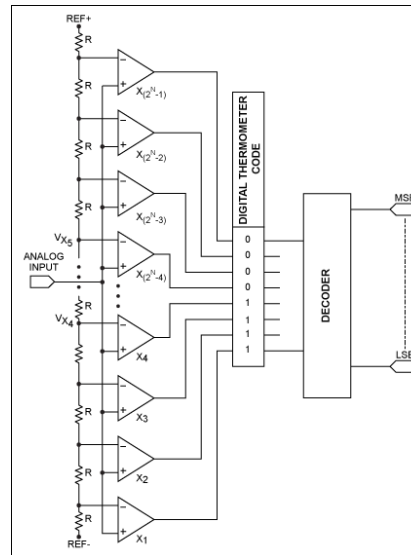 REF+
R
R
R
R
VX5
ANALOG
INPUT
R
VX4
R
R
R
REF-
X(2^N-1)
X(2^N-2)
X(2^N-3)
X(2^N-4)
X4
X3
X2
X1
− +
− +
− +
− +
− +
− +
− +
− +
DIGITAL THERMOMETER
CODE
0
0
0
0
1
1
1
1
DECODER
MSB
LSB